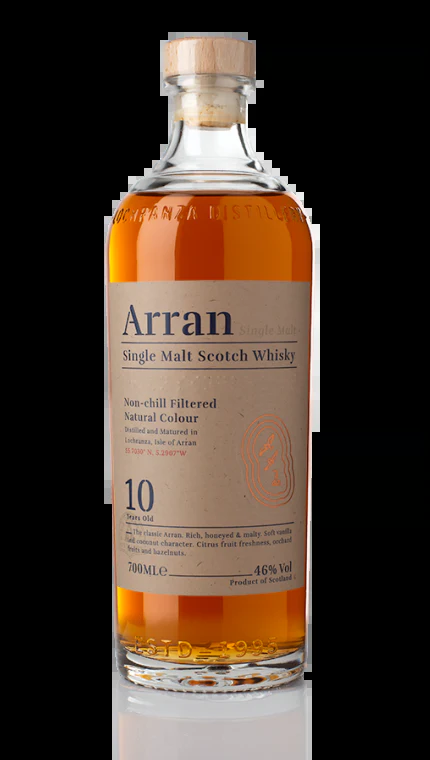 LOCHRANZA DISTILLERY
Arran
Single Malt
Single Malt Scotch Whisky
Non-chill Filtered
Natural Colour
Distilled and Matured in
Lochranza, Isle of Arran
10
Years Old
The classic Arran. Rich, honeyed & malty. Soft vanilla
and coconut character. Citrus fruit freshness, orchard
fruits and hazelnuts.
700ML℮
46% Vol
Product of Scotland
ESTD 1995